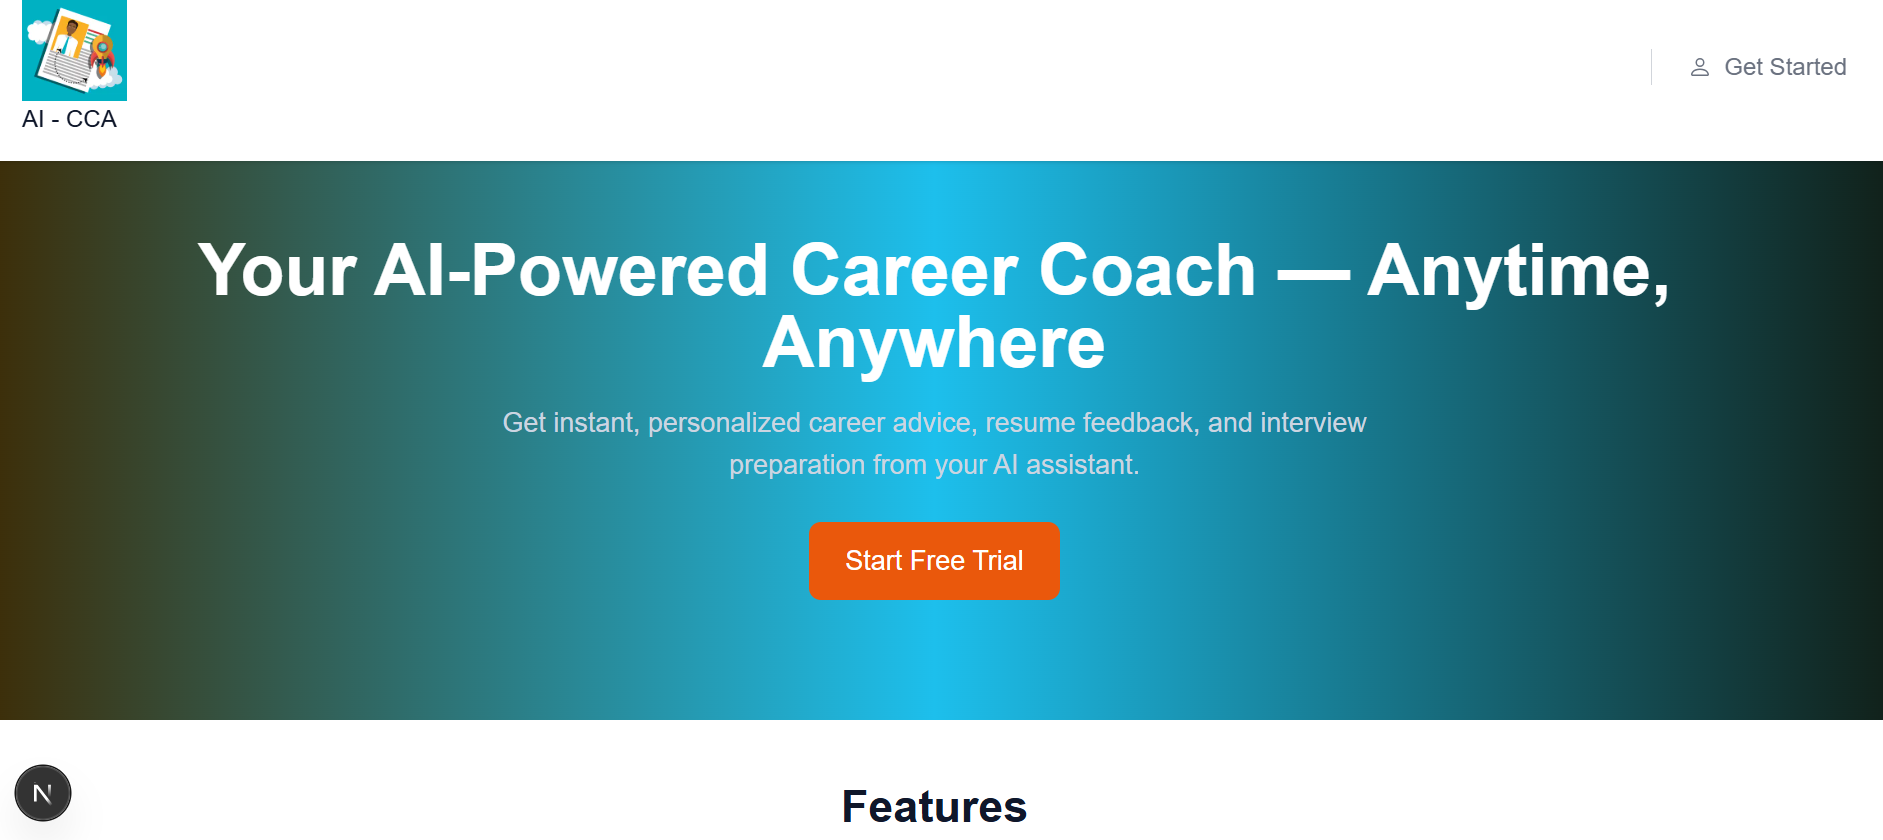 AI - CCA
Get Started
Your AI-Powered Career Coach — Anytime,
Anywhere
Get instant, personalized career advice, resume feedback, and interview
preparation from your AI assistant.
Start Free Trial
Features
N